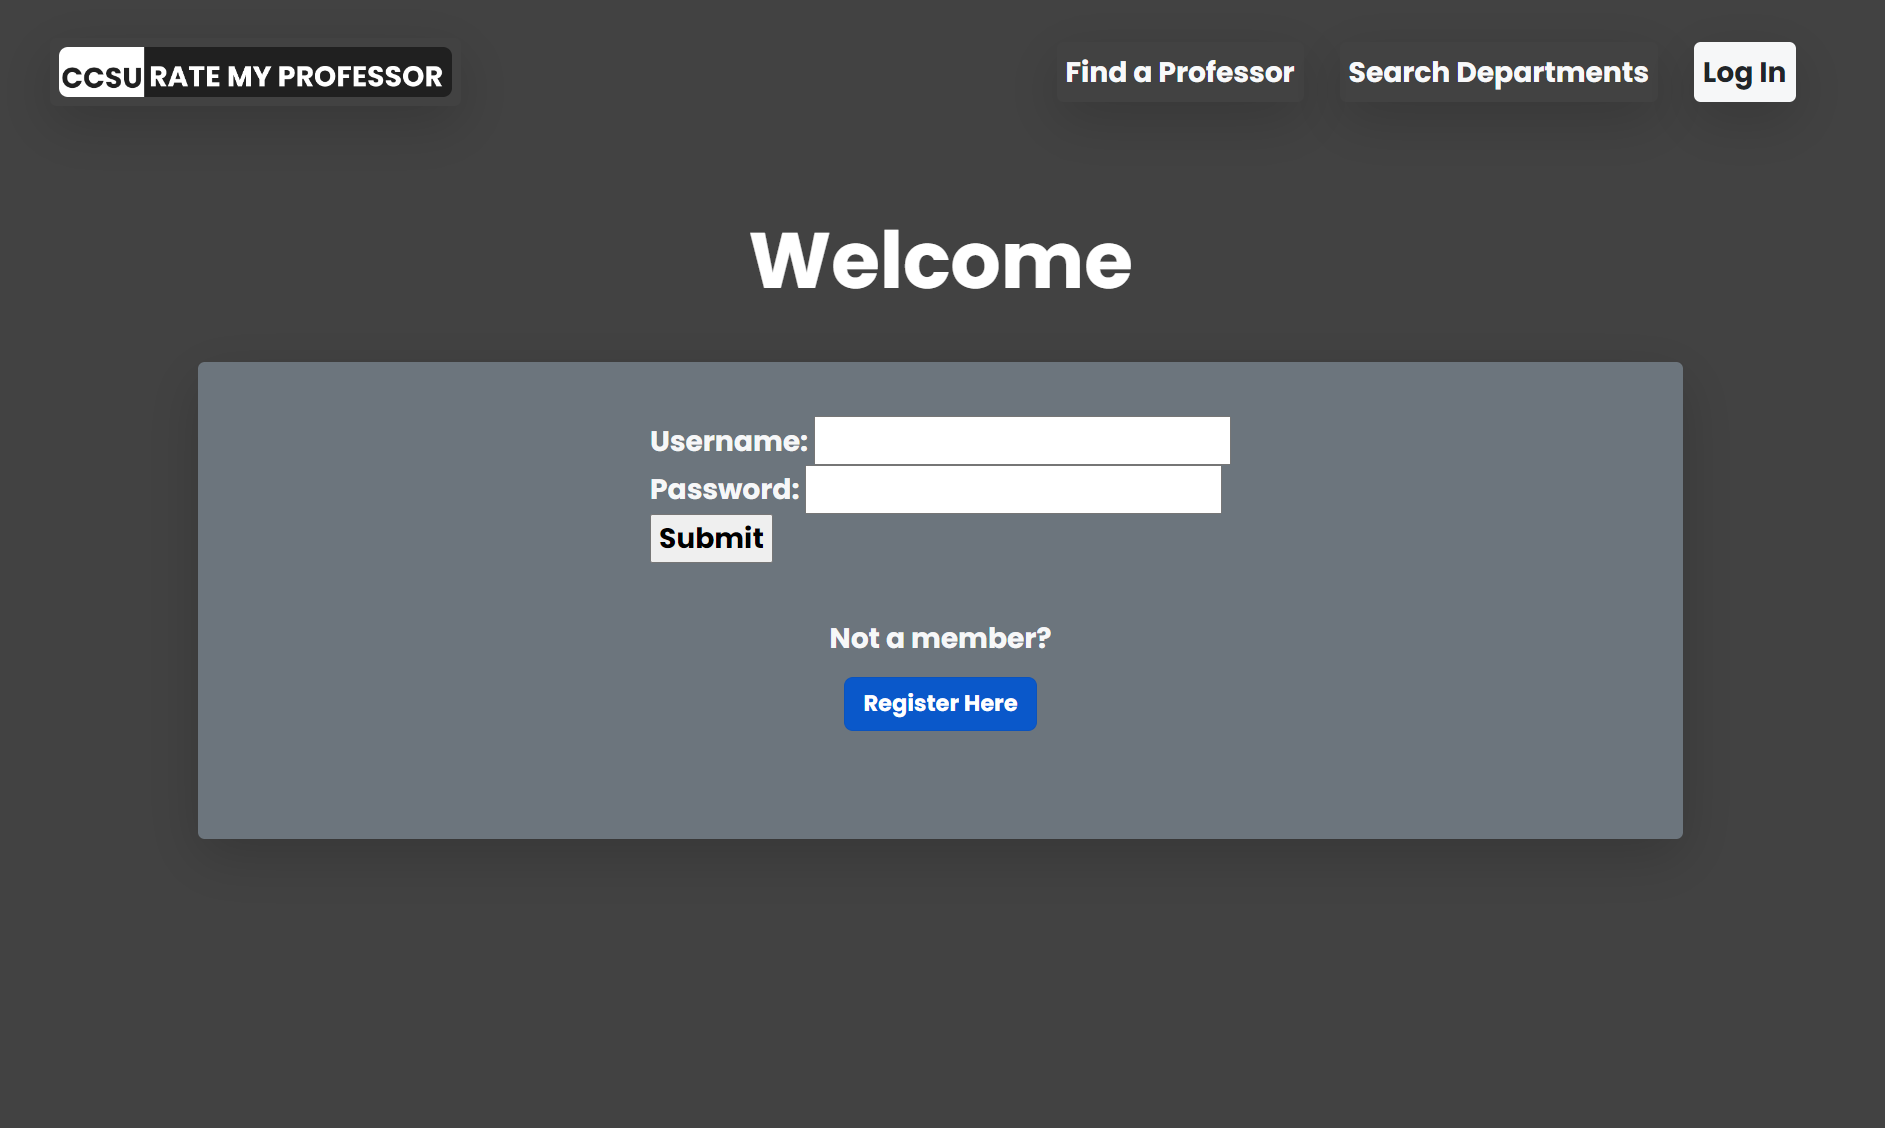 CCSU RATE MY PROFESSOR
Find a Professor
Search Departments
Log In
Welcome
Username:
Password:
Submit
Not a member?
Register Here